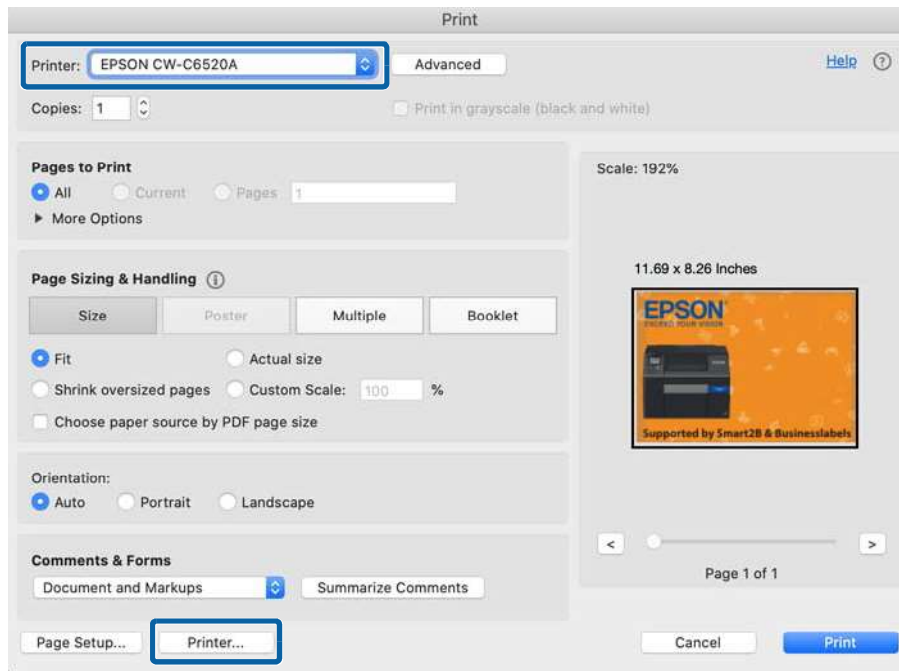 Print
Printer: EPSON CW-C6520A Advanced Help ?
Copies: 1 Print in grayscale (black and white)
Pages to Print
All Current Pages 1
More Options
Scale: 192%
Page Sizing & Handling i
Size Poster Multiple Booklet
Fit Actual size
Shrink oversized pages Custom Scale: 100 %
Choose paper source by PDF page size
11.69 x 8.26 Inches
EPSON
EXCEED YOUR VISION
Supported by Smart2B & Businesslabels
Orientation:
Auto Portrait Landscape
< >
Page 1 of 1
Comments & Forms
Document and Markups Summarize Comments
Page Setup... Printer... Cancel Print